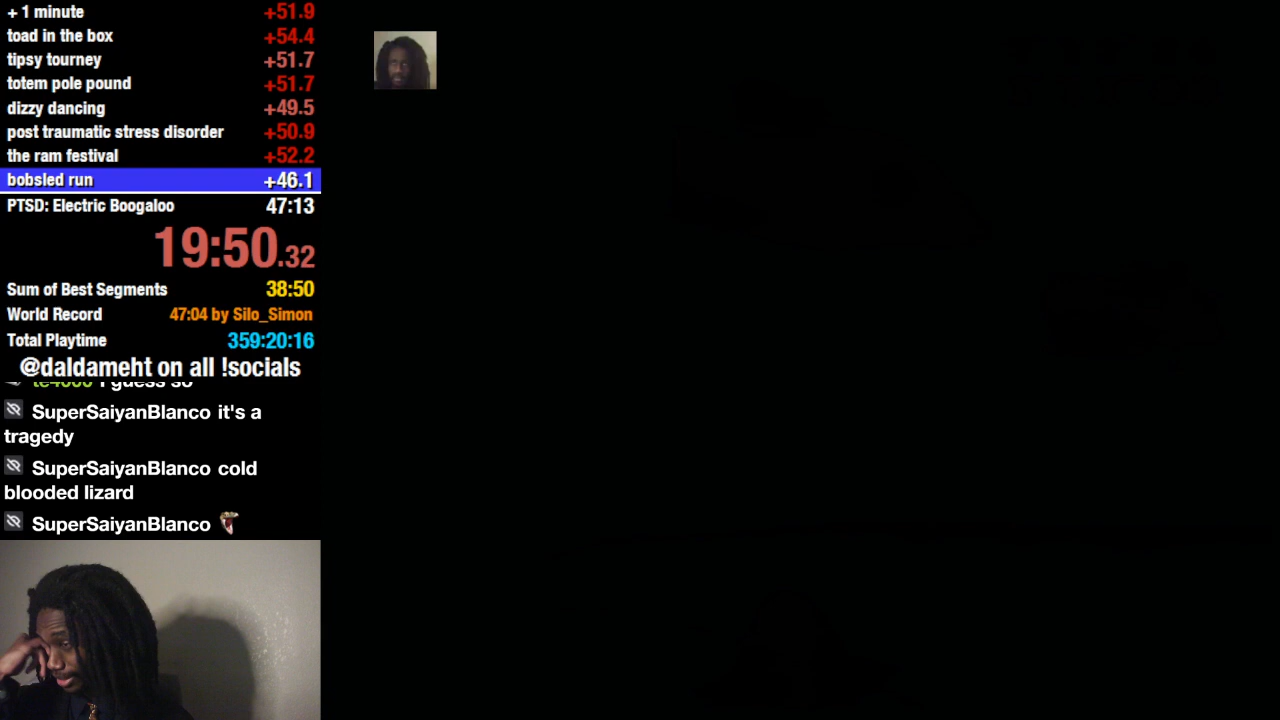 + 1 minute +51.9
toad in the box +54.4
tipsy tourney +51.7
totem pole pound +51.7
dizzy dancing +49.5
post traumatic stress disorder +50.9
the ram festival +52.2
bobsled run +46.1
PTSD: Electric Boogaloo 47:13
19:50.32
Sum of Best Segments 38:50
World Record 47:04 by Silo_Simon
Total Playtime 359:20:16
@daldameht on all !socials
te4000 I guess so
SuperSaiyanBlanco it's a
tragedy
SuperSaiyanBlanco cold
blooded lizard
SuperSaiyanBlanco